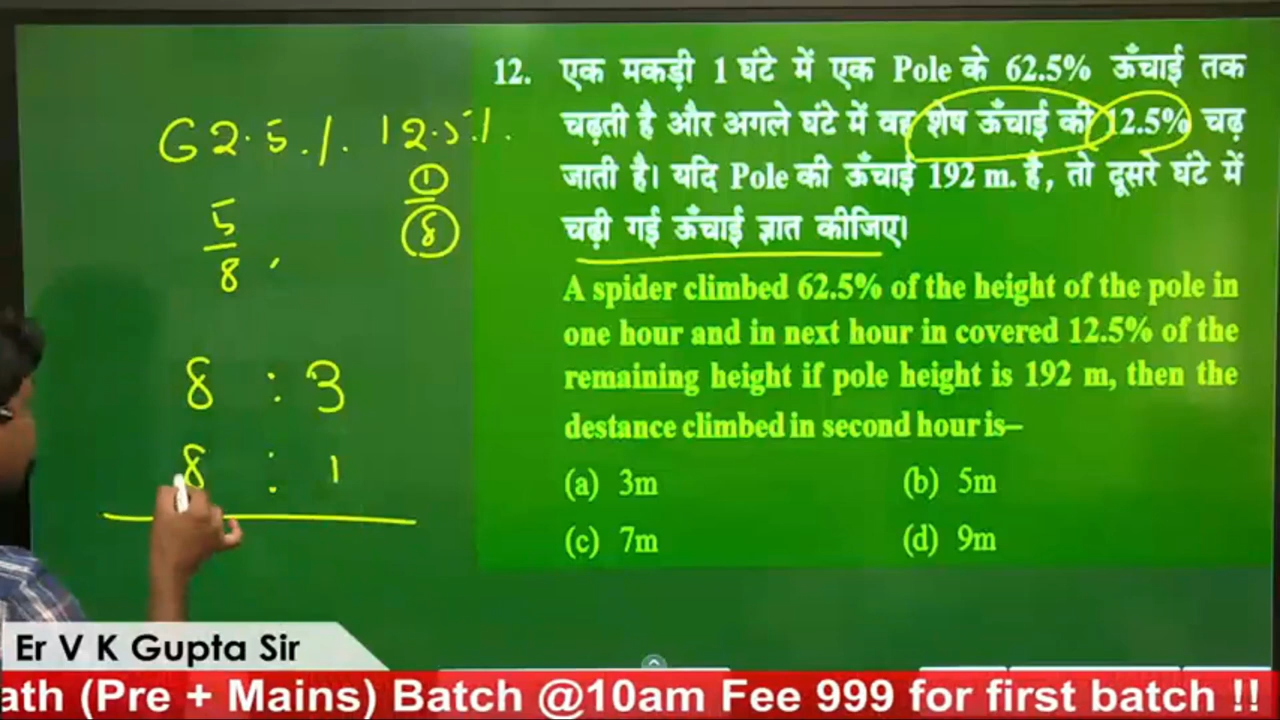 62.5% 12.5%
5/8, 1/8
8 : 3
8 : 1
12. एक मकड़ी 1 घंटे में एक Pole के 62.5% ऊँचाई तक
चढ़ती है और अगले घंटे में वह शेष ऊँचाई की 12.5% चढ़
जाती है। यदि Pole की ऊँचाई 192 m. है, तो दूसरे घंटे में
चढ़ी गई ऊँचाई ज्ञात कीजिए।
A spider climbed 62.5% of the height of the pole in
one hour and in next hour in covered 12.5% of the
remaining height if pole height is 192 m, then the
destance climbed in second hour is–
(a) 3m (b) 5m
(c) 7m (d) 9m
Er V K Gupta Sir
ath (Pre + Mains) Batch @10am Fee 999 for first batch !!